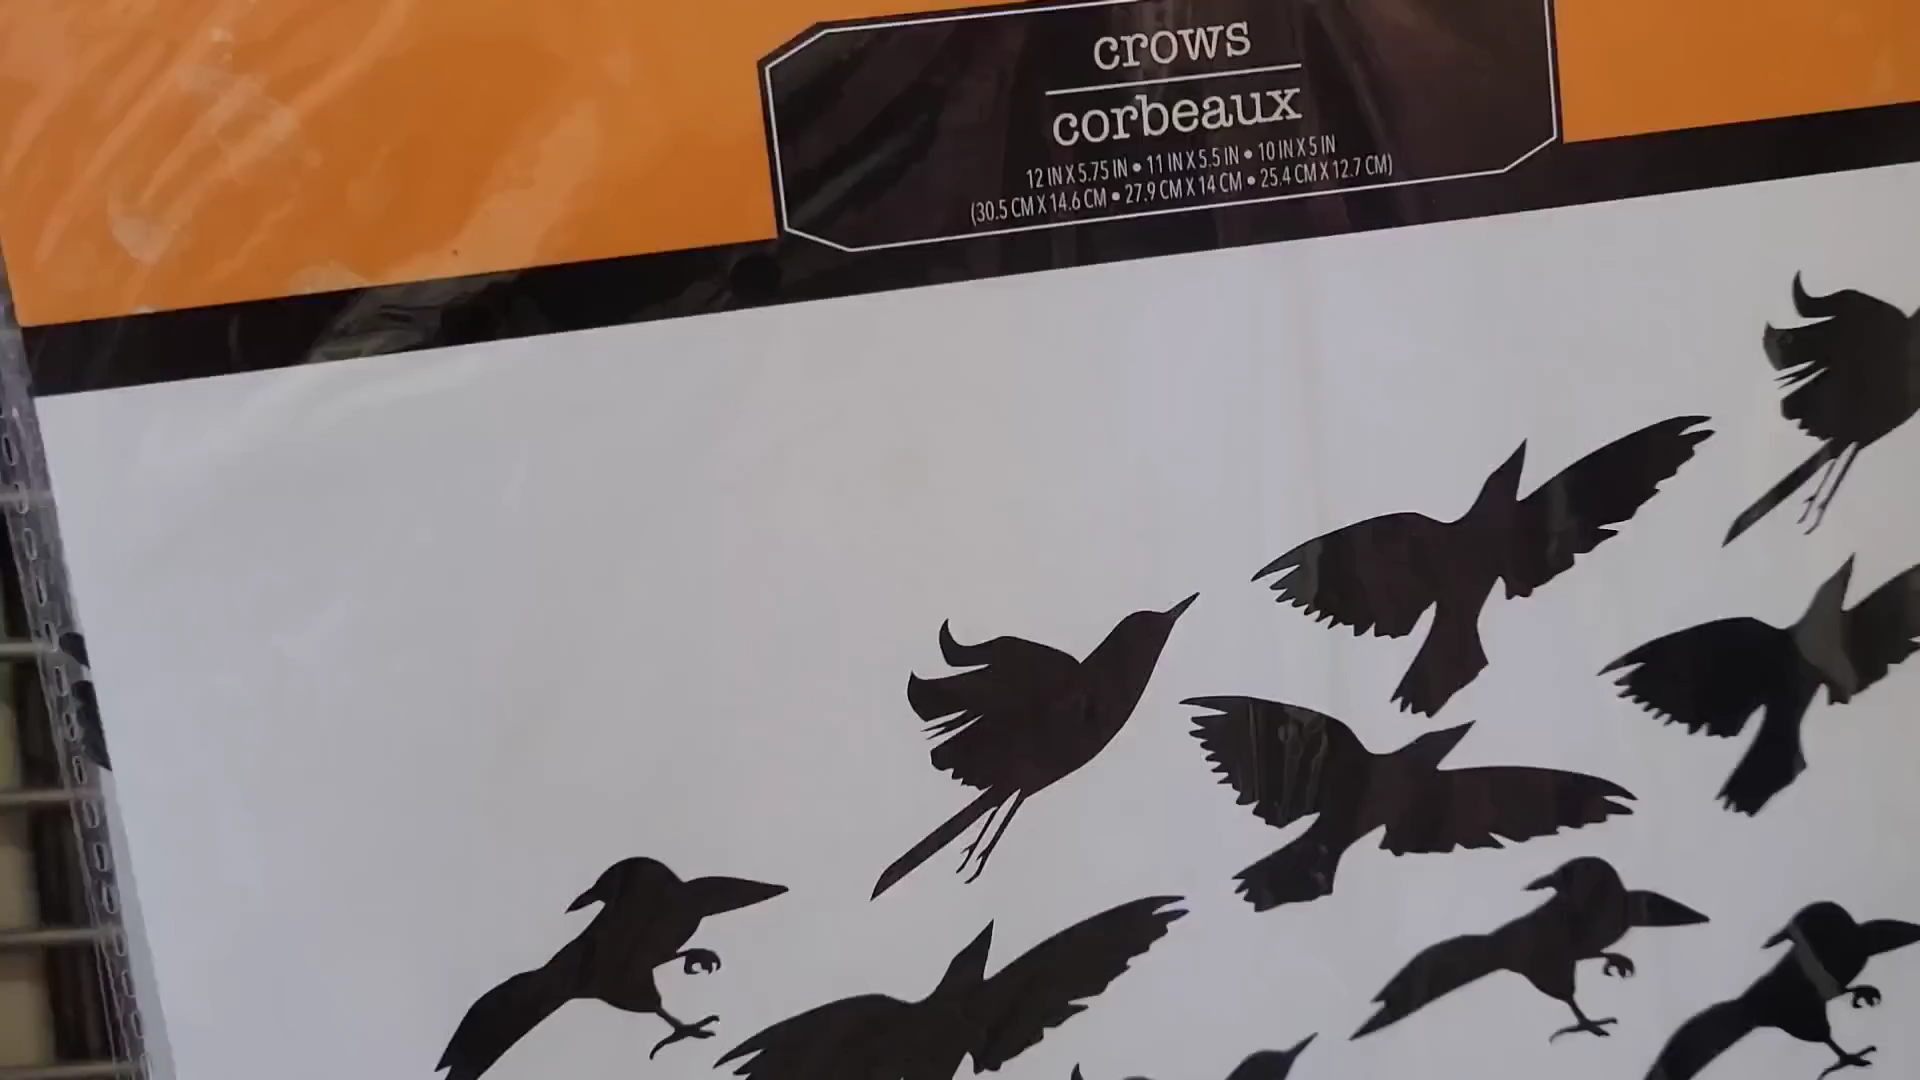 crows
corbeaux
12 IN X 5.75 IN • 11 IN X 5.5 IN • 10 IN X 5 IN
(30.5 CM X 14.6 CM • 27.9 CM X 14 CM • 25.4 CM X 12.7 CM)